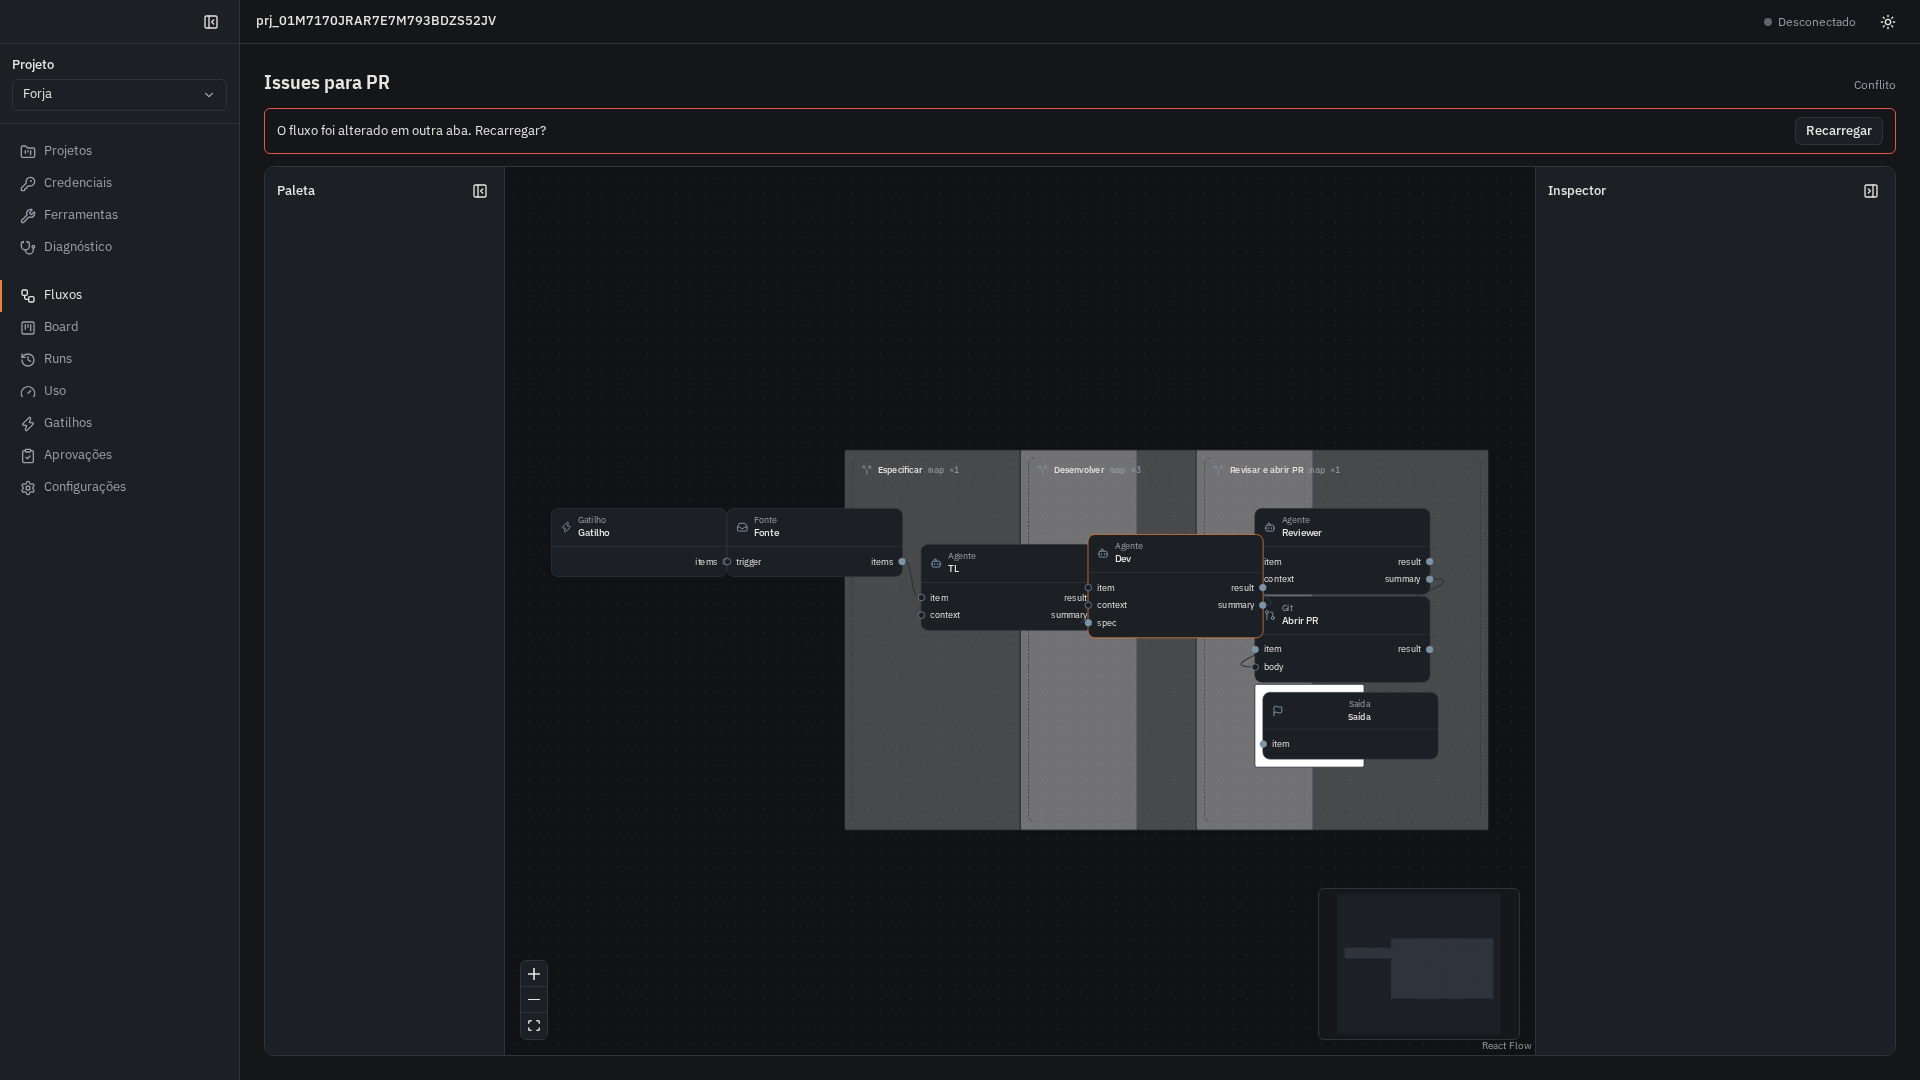 prj_01M7170JRAR7E7M793BDZS52JV
Desconectado
Projeto
Forja
Projetos
Credenciais
Ferramentas
Diagnóstico
Fluxos
Board
Runs
Uso
Gatilhos
Aprovações
Configurações
Issues para PR
Conflito
O fluxo foi alterado em outra aba. Recarregar?
Recarregar
Paleta
Inspector
Especificar map ×1
Desenvolver map ×3
Revisar e abrir PR map ×1
Gatilho
Gatilho
items
Fonte
Fonte
trigger
items
Agente
TL
item
result
context
summary
Agente
Dev
item
result
context
summary
spec
Agente
Reviewer
item
result
context
summary
Git
Abrir PR
item
result
body
Saída
Saída
item
React Flow